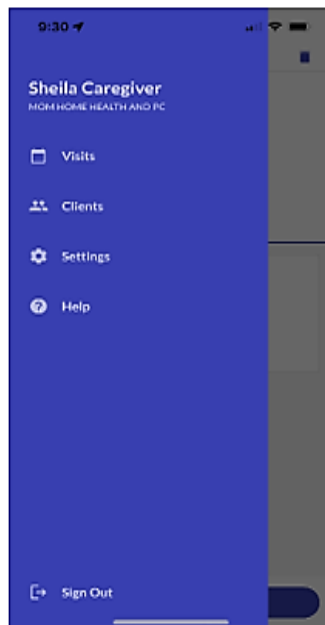 9:30
Sheila Caregiver
MOM HOME HEALTH AND PC
Visits
Clients
Settings
Help
Sign Out